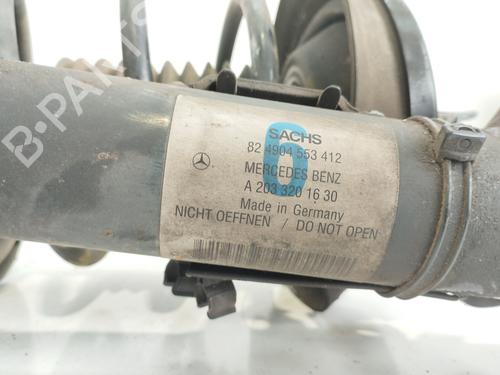 B-PARTS
SACHS
82 4904 553 412
MERCEDES BENZ
A 203 320 16 30
Made in Germany
NICHT OEFFNEN / DO NOT OPEN
0